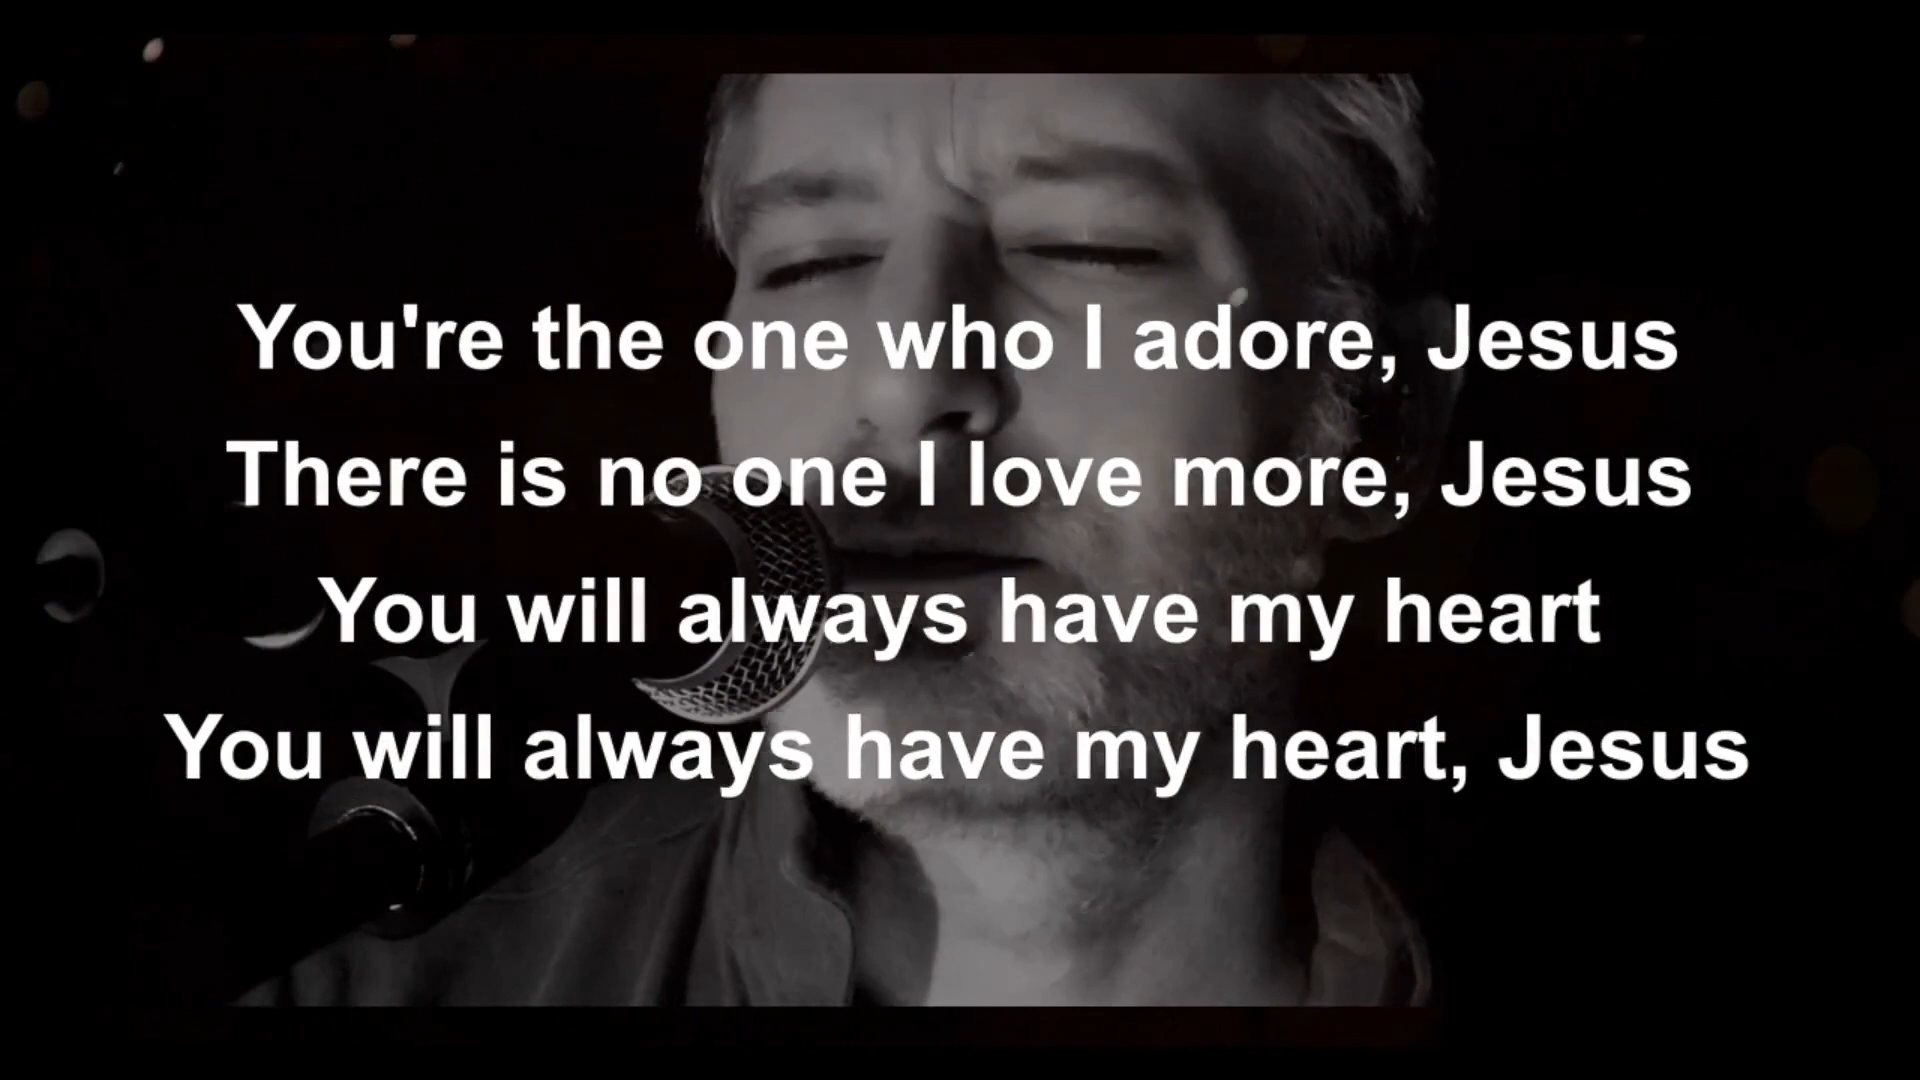 You're the one who I adore, Jesus
There is no one I love more, Jesus
You will always have my heart
You will always have my heart, Jesus